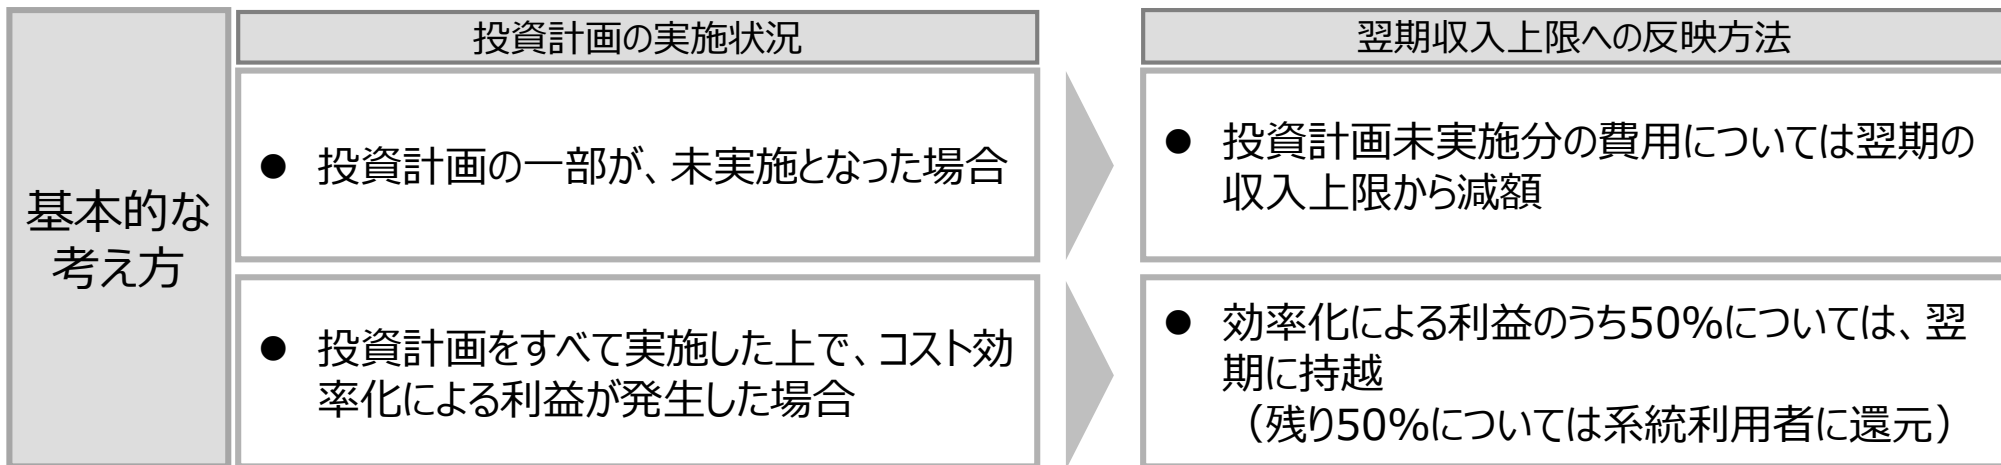 基本的な
考え方
投資計画の実施状況
翌期収入上限への反映方法
● 投資計画の一部が、未実施となった場合
● 投資計画未実施分の費用については翌期の
収入上限から減額
● 投資計画をすべて実施した上で、コスト効
率化による利益が発生した場合
● 効率化による利益のうち50%については、翌
期に持越
（残り50%については系統利用者に還元）